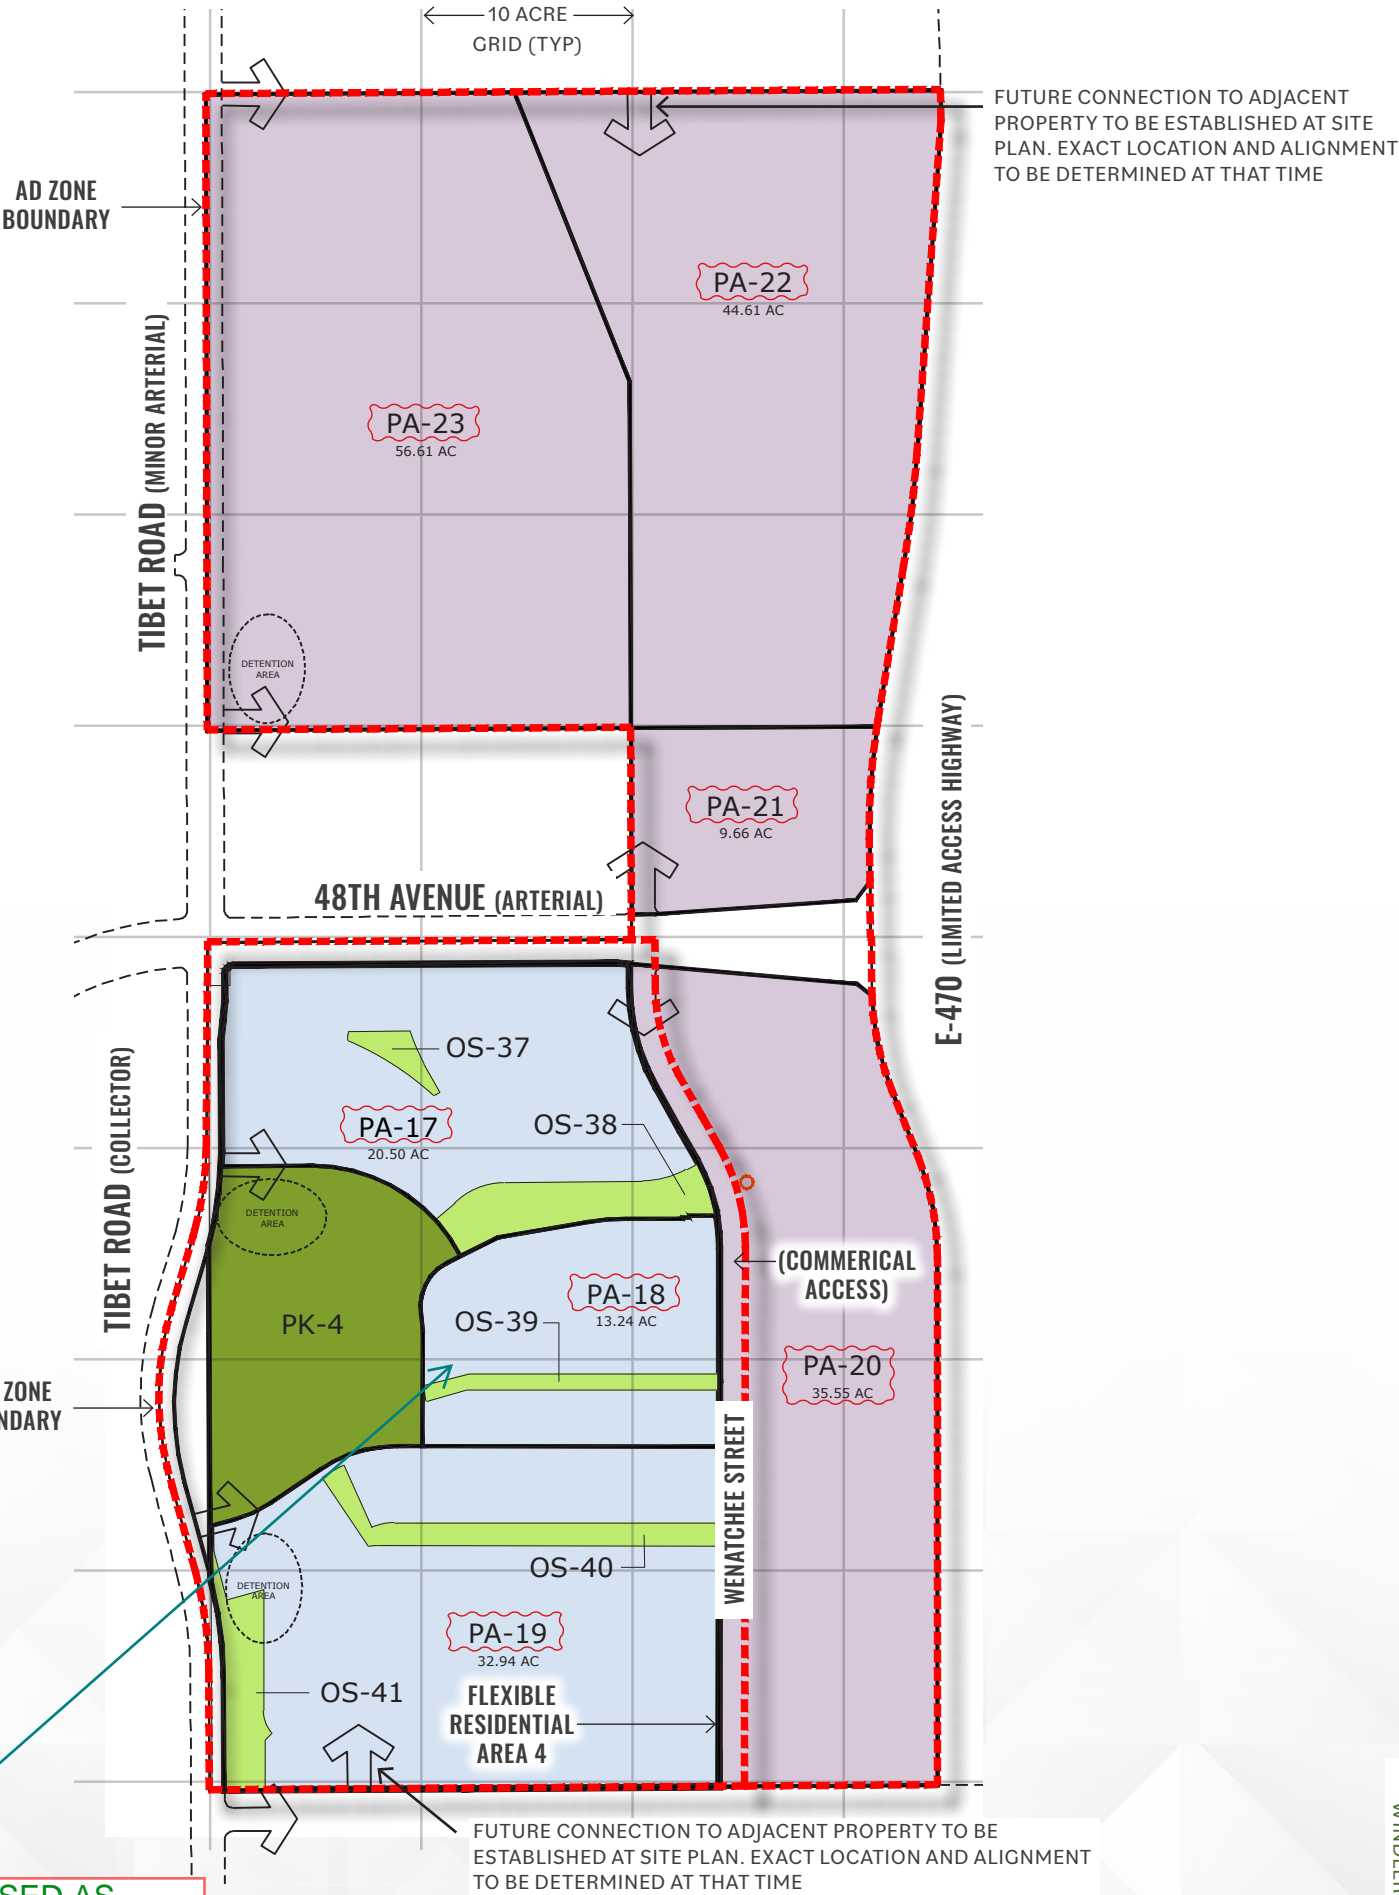 10 ACRE
GRID (TYP)
FUTURE CONNECTION TO ADJACENT
PROPERTY TO BE ESTABLISHED AT SITE
PLAN. EXACT LOCATION AND ALIGNMENT
TO BE DETERMINED AT THAT TIME
AD ZONE
BOUNDARY
PA-22
44.61 AC
TIBET ROAD (MINOR ARTERIAL)
PA-23
56.61 AC
DETENTION
AREA
E-470 (LIMITED ACCESS HIGHWAY)
PA-21
9.66 AC
48TH AVENUE (ARTERIAL)
OS-37
TIBET ROAD (COLLECTOR)
PA-17
20.50 AC
OS-38
DETENTION
AREA
(COMMERICAL
ACCESS)
PA-18
13.24 AC
OS-39
PK-4
PA-20
35.55 AC
ZONE
NDARY
WENATCHEE STREET
OS-40
DETENTION
AREA
PA-19
32.94 AC
OS-41
FLEXIBLE
RESIDENTIAL
AREA 4
FUTURE CONNECTION TO ADJACENT PROPERTY TO BE
ESTABLISHED AT SITE PLAN. EXACT LOCATION AND ALIGNMENT
TO BE DETERMINED AT THAT TIME
SED AS